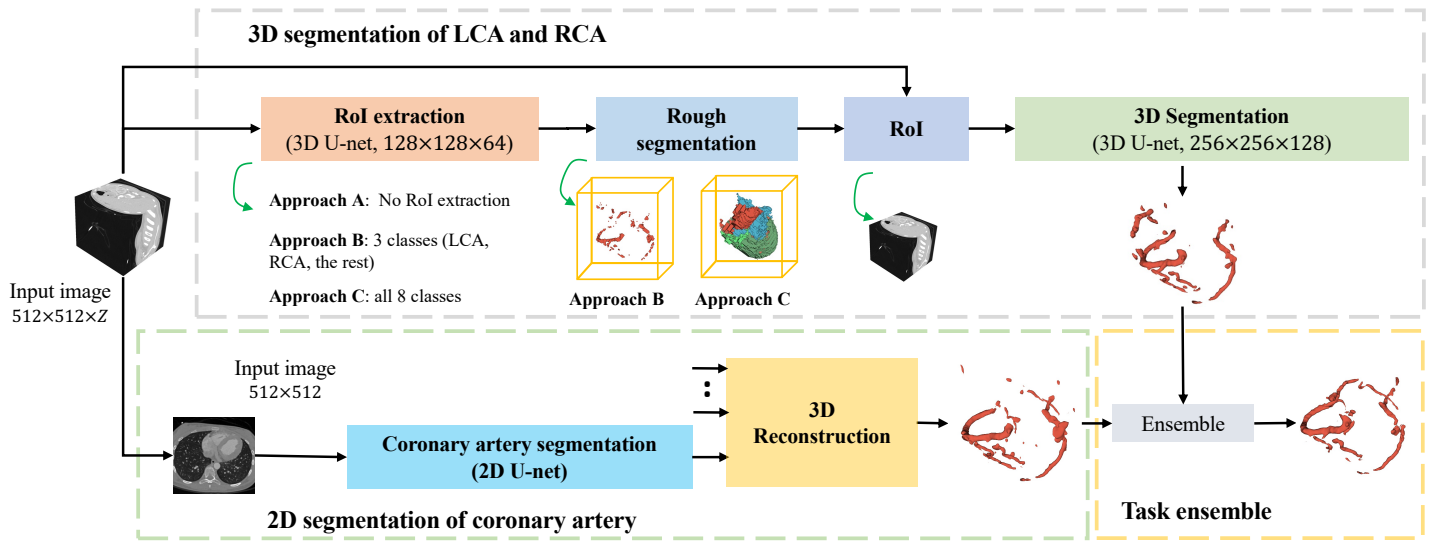 3D segmentation of LCA and RCA
RoI extraction
(3D U-net, 128×128×64)
Rough
segmentation
RoI
3D Segmentation
(3D U-net, 256×256×128)
Approach A: No RoI extraction
Approach B: 3 classes (LCA,
RCA, the rest)
Approach C: all 8 classes
Approach B
Approach C
Input image
512×512×Z
Input image
512×512
Coronary artery segmentation
(2D U-net)
3D
Reconstruction
Ensemble
2D segmentation of coronary artery
Task ensemble